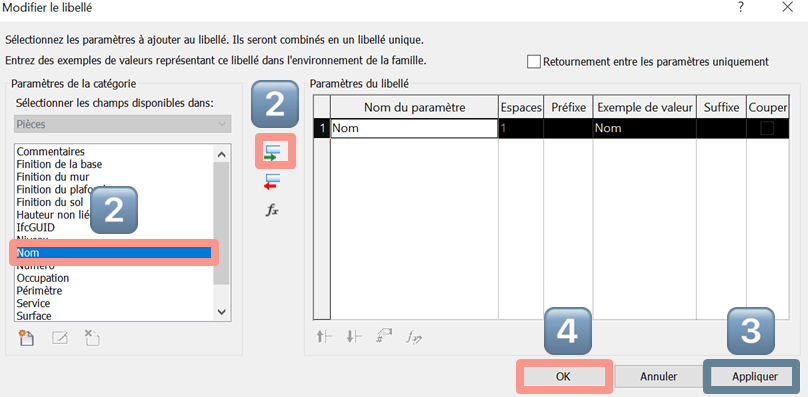 Modifier le libellé
? ×
Sélectionnez les paramètres à ajouter au libellé. Ils seront combinés en un libellé unique.
Entrez des exemples de valeurs représentant ce libellé dans l'environnement de la famille.
Retournement entre les paramètres uniquement
Paramètres de la catégorie
Sélectionner les champs disponibles dans:
Pièces
Commentaires
Finition de la base
Finition du mur
Finition du plafo
Finition du sol
Hauteur non lié
IfcGUID
Niveau
Nom
Numéro
Occupation
Périmètre
Service
Surface
2
2
fx
Paramètres du libellé
Nom du paramètre Espaces Préfixe Exemple de valeur Suffixe Couper
1 Nom 1 Nom
4
3
OK Annuler Appliquer